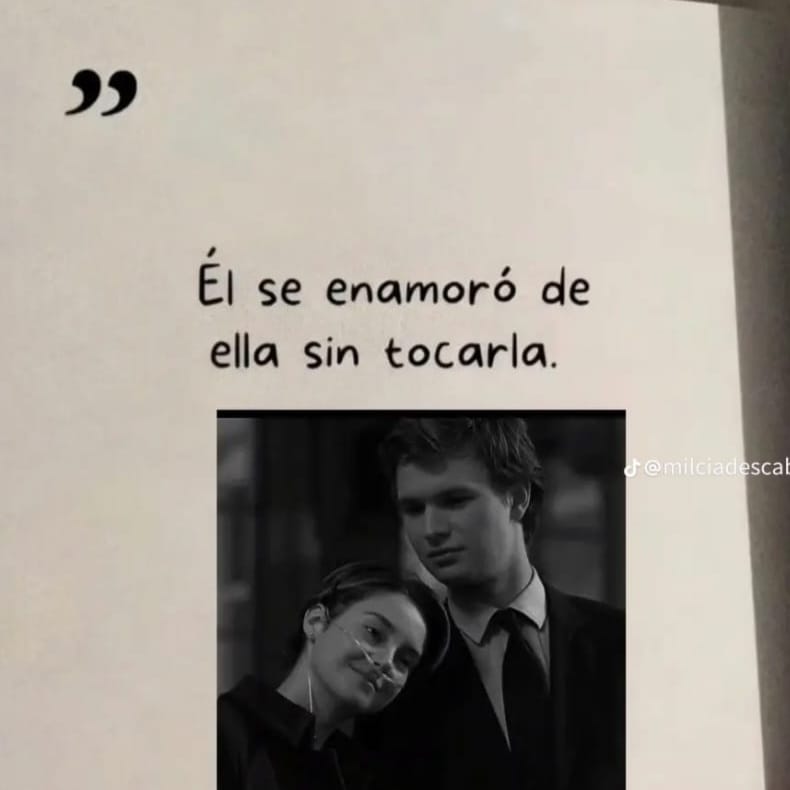 ”
Él se enamoró de
ella sin tocarla.
@milciadescab